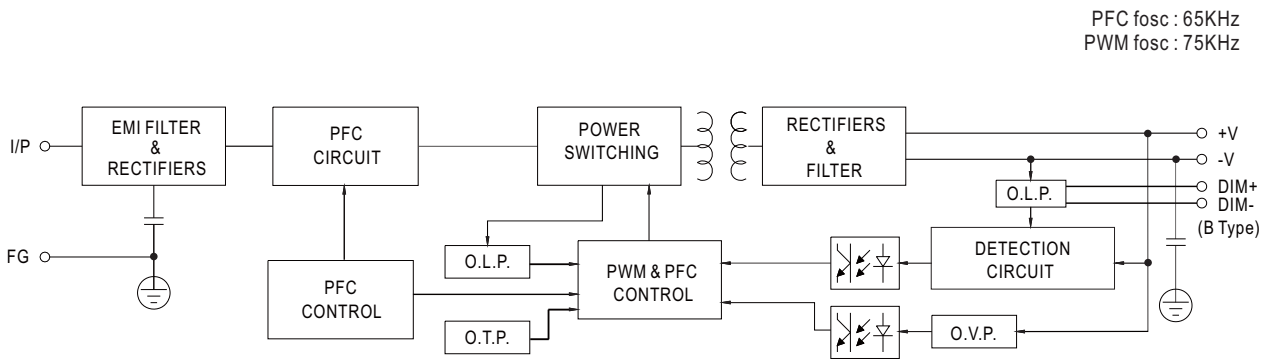 PFC fosc : 65KHz
PWM fosc : 75KHz
I/P
EMI FILTER
&
RECTIFIERS
PFC
CIRCUIT
POWER
SWITCHING
RECTIFIERS
&
FILTER
+V
-V
O.L.P.
DIM+
DIM-
(B Type)
FG
PFC
CONTROL
O.L.P.
O.T.P.
PWM & PFC
CONTROL
DETECTION
CIRCUIT
O.V.P.